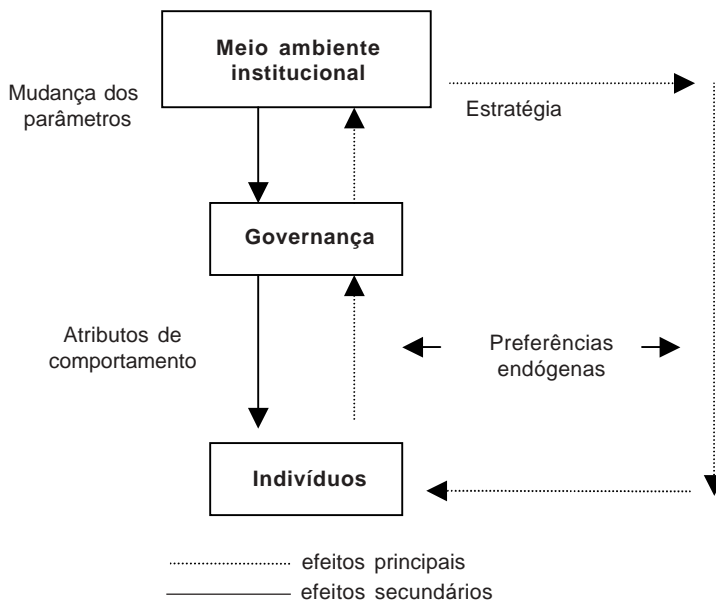 Meio ambiente
institucional
Mudança dos
parâmetros
Estratégia
Governança
Atributos de
comportamento
Preferências
endógenas
Indivíduos
efeitos principais
efeitos secundários